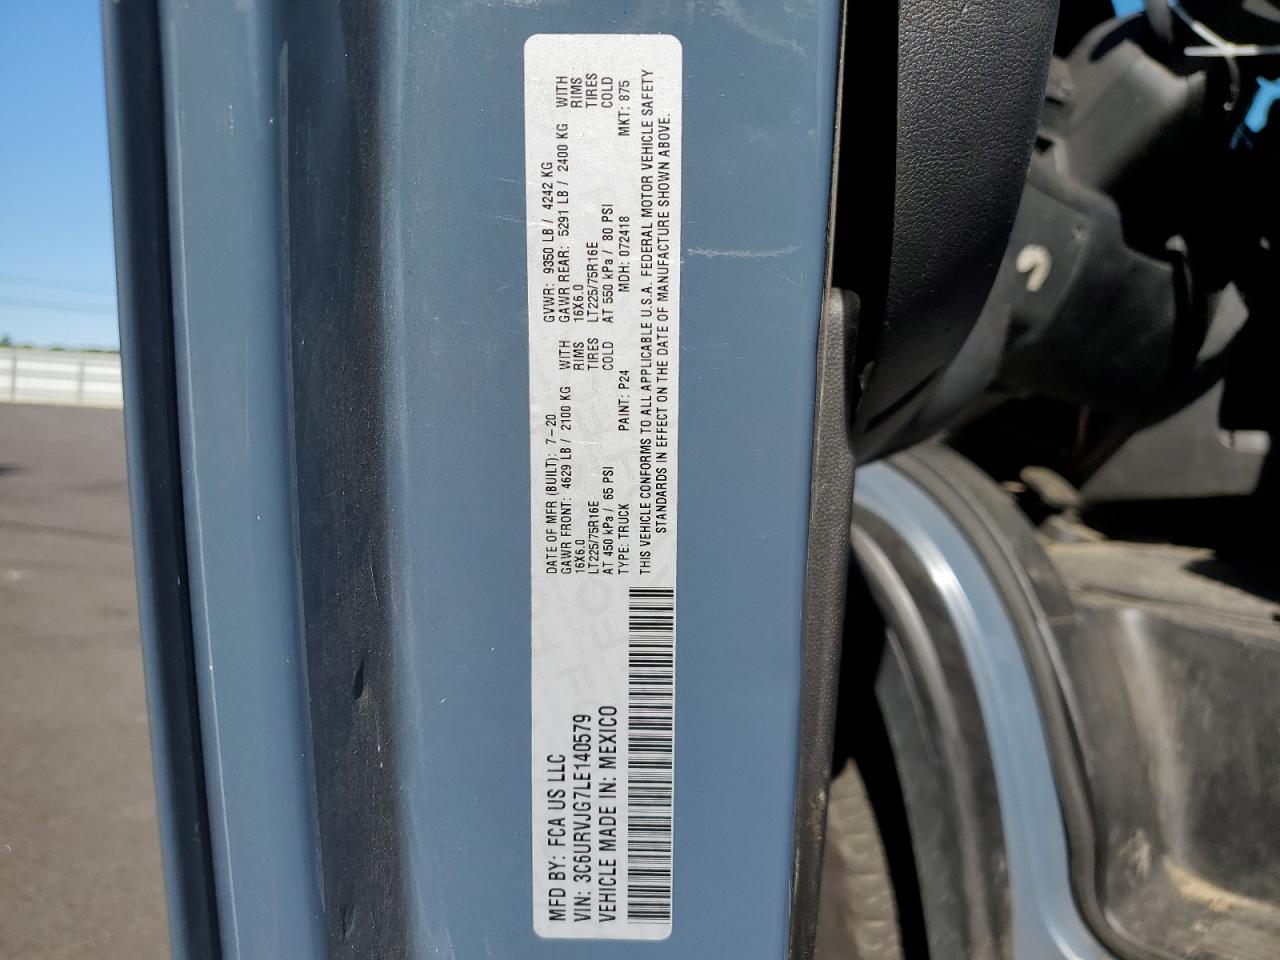 MFD BY: FCA US LLC
VIN: 3C6URVJG7LE140579
VEHICLE MADE IN: MEXICO
DATE OF MFR (BUILT): 7-20 GVWR: 9350 LB / 4242 KG
GAWR FRONT: 4629 LB / 2100 KG WITH GAWR REAR: 5291 LB / 2400 KG WITH
16X6.0 RIMS 16X6.0 RIMS
LT225/75R16E TIRES LT225/75R16E TIRES
AT 450 kPa / 65 PSI COLD AT 550 kPa / 80 PSI COLD
TYPE: TRUCK PAINT: P24 MDH: 072418 MKT: 875
THIS VEHICLE CONFORMS TO ALL APPLICABLE U.S.A. FEDERAL MOTOR VEHICLE SAFETY
STANDARDS IN EFFECT ON THE DATE OF MANUFACTURE SHOWN ABOVE.